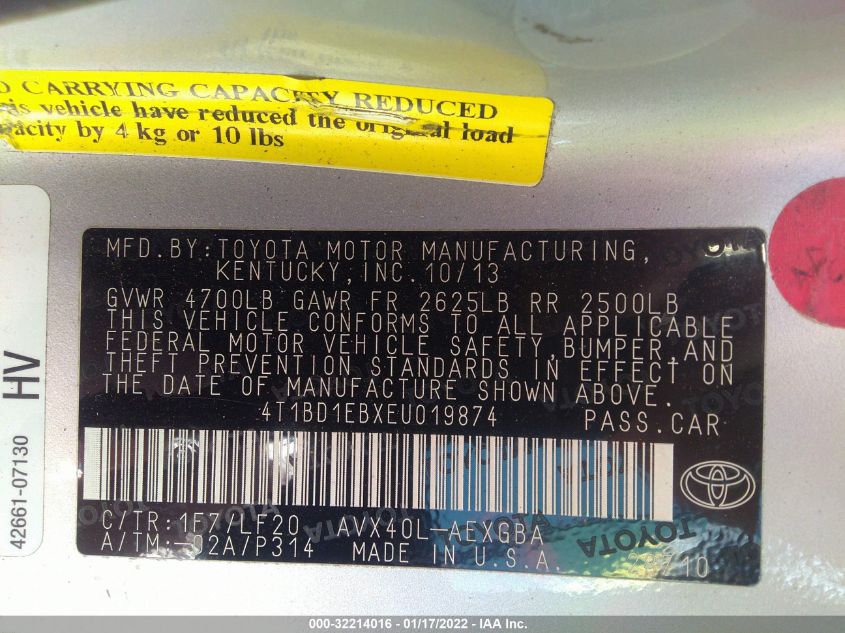 D CARRYING CAPACITY REDUCED
is vehicle have reduced the original load
pacity by 4 kg or 10 lbs
MFD.BY:TOYOTA MOTOR MANUFACTURING,
KENTUCKY,INC.10/13
GVWR 4700LB GAWR FR 2625LB RR 2500LB
THIS VEHICLE CONFORMS TO ALL APPLICABLE
FEDERAL MOTOR VEHICLE SAFETY,BUMPER,AND
THEFT PREVENTION STANDARDS IN EFFECT ON
THE DATE OF MANUFACTURE SHOWN ABOVE.
4T1BD1EBXEU019874 PASS.CAR
C/TR:1F7/LF20 AVX40L-AEXGBA
A/TM:-02A/P314 MADE IN U.S.A.
TOYOTA
HV
42661-07130
000-32214016 - 01/17/2022 - IAA Inc.